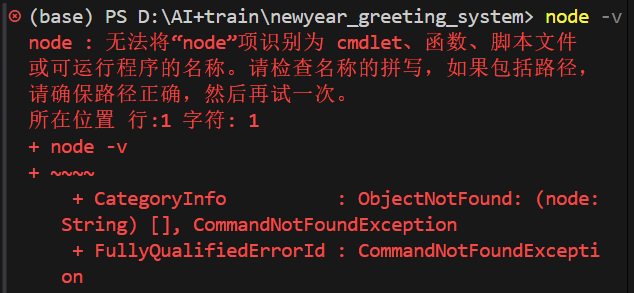 (base) PS D:\AI+train\newyear_greeting_system> node -v
node : 无法将“node”项识别为 cmdlet、函数、脚本文件
或可运行程序的名称。请检查名称的拼写，如果包括路径，
请确保路径正确，然后再试一次。
所在位置 行:1 字符: 1
+ node -v
+ ~~~~
+ CategoryInfo          : ObjectNotFound: (node:
String) [], CommandNotFoundException
+ FullyQualifiedErrorId : CommandNotFoundExcepti
on